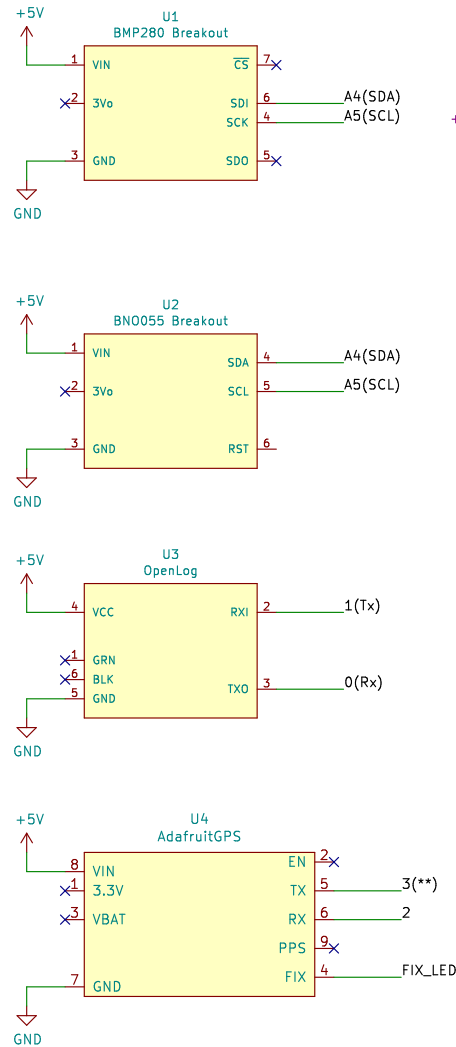 +5V
U1
BMP280 Breakout
1 VIN
CS 7
2 3Vo
SDI 6 A4(SDA)
SCK 4 A5(SCL)
3 GND
SDO 5
GND
+5V
U2
BNO055 Breakout
1 VIN
SDA 4 A4(SDA)
2 3Vo
SCL 5 A5(SCL)
3 GND
RST 6
GND
+5V
U3
OpenLog
4 VCC
RXI 2 1(Tx)
1 GRN
6 BLK
5 GND
TXO 3 0(Rx)
GND
+5V
U4
AdafruitGPS
EN 2
8 VIN
1 3.3V
TX 5 3(**)
3 VBAT
RX 6 2
PPS 9
7 GND
FIX 4 FIX_LED
GND